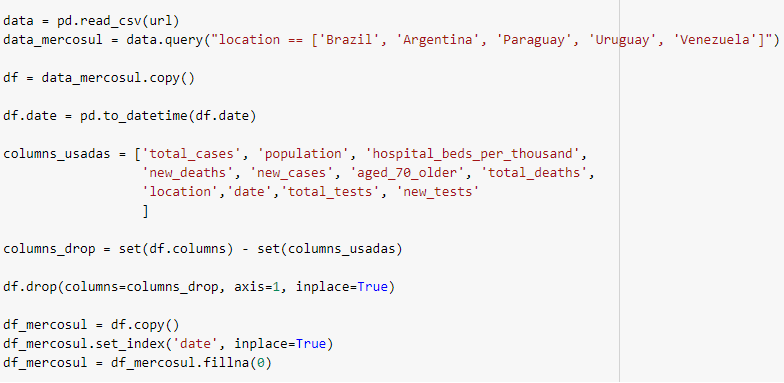 data = pd.read_csv(url)
data_mercosul = data.query("location == ['Brazil', 'Argentina', 'Paraguay', 'Uruguay', 'Venezuela']")
df = data_mercosul.copy()
df.date = pd.to_datetime(df.date)
columns_usadas = ['total_cases', 'population', 'hospital_beds_per_thousand',
'new_deaths', 'new_cases', 'aged_70_older', 'total_deaths',
'location','date','total_tests', 'new_tests'
]
columns_drop = set(df.columns) - set(columns_usadas)
df.drop(columns=columns_drop, axis=1, inplace=True)
df_mercosul = df.copy()
df_mercosul.set_index('date', inplace=True)
df_mercosul = df_mercosul.fillna(0)